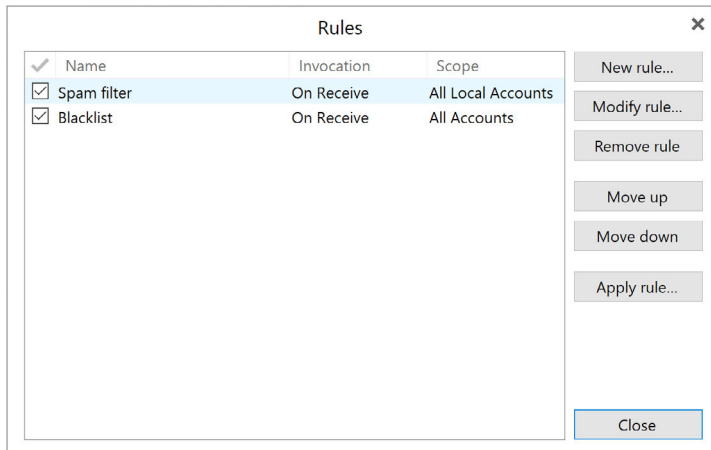 Rules
Name Invocation Scope
Spam filter On Receive All Local Accounts
Blacklist On Receive All Accounts
New rule...
Modify rule...
Remove rule
Move up
Move down
Apply rule...
Close